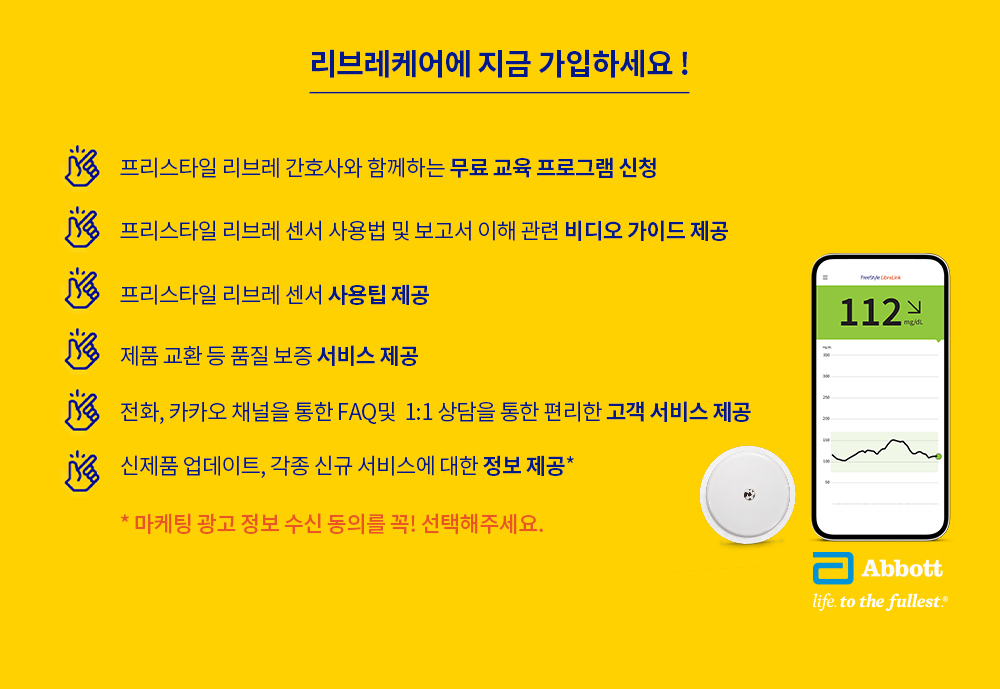 리브레케어에 지금 가입하세요 !
프리스타일 리브레 간호사와 함께하는 무료 교육 프로그램 신청
프리스타일 리브레 센서 사용법 및 보고서 이해 관련 비디오 가이드 제공
프리스타일 리브레 센서 사용팁 제공
제품 교환 등 품질 보증 서비스 제공
전화, 카카오 채널을 통한 FAQ및 1:1 상담을 통한 편리한 고객 서비스 제공
신제품 업데이트, 각종 신규 서비스에 대한 정보 제공*
* 마케팅 광고 정보 수신 동의를 꼭! 선택해주세요.
FreeStyle LibreLink
112
mg/dL
mg/dL
350
300
250
200
150
100
50
Abbott
life. to the fullest.®